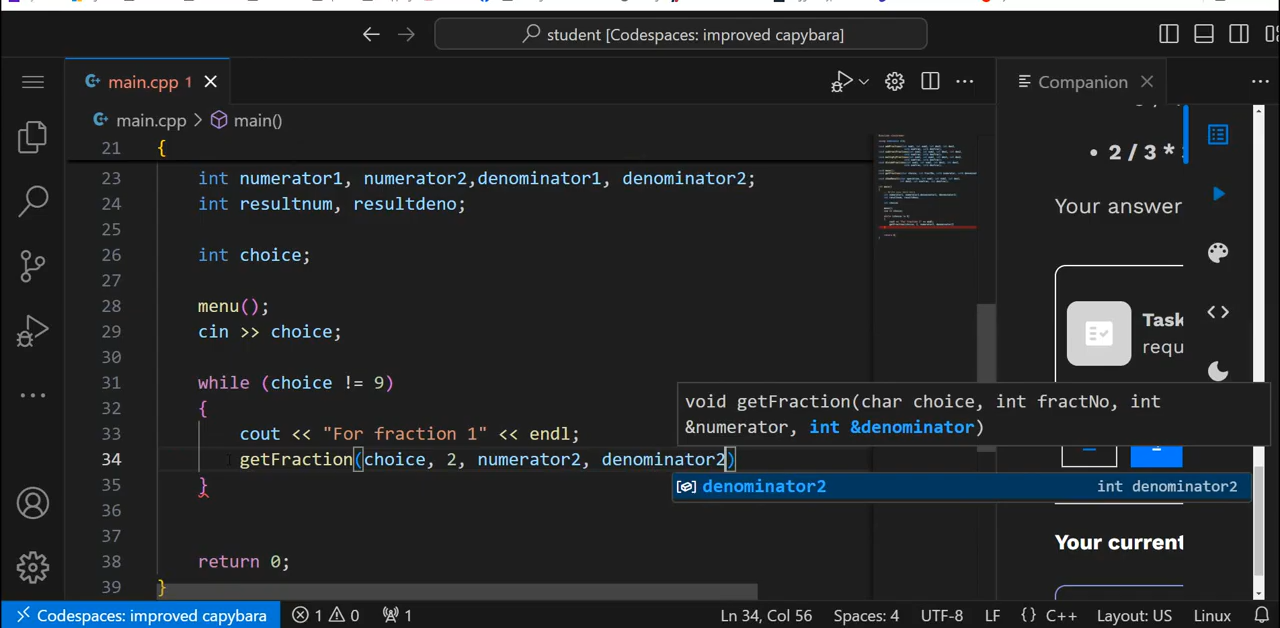 student [Codespaces: improved capybara]
main.cpp 1
Companion
main.cpp > main()
21 {
23 int numerator1, numerator2,denominator1, denominator2;
24 int resultnum, resultdeno;
25
26 int choice;
27
28 menu();
29 cin >> choice;
30
31 while (choice != 9)
32 {
33 cout << "For fraction 1" << endl;
34 getFraction(choice, 2, numerator2, denominator2)
35 }
36
37
38 return 0;
39 }
void getFraction(char choice, int fractNo, int
&numerator, int &denominator)
denominator2 int denominator2
• 2 / 3 *
Your answer
Task
requ
Your current
Codespaces: improved capybara 1 0 1 Ln 34, Col 56 Spaces: 4 UTF-8 LF {} C++ Layout: US Linux